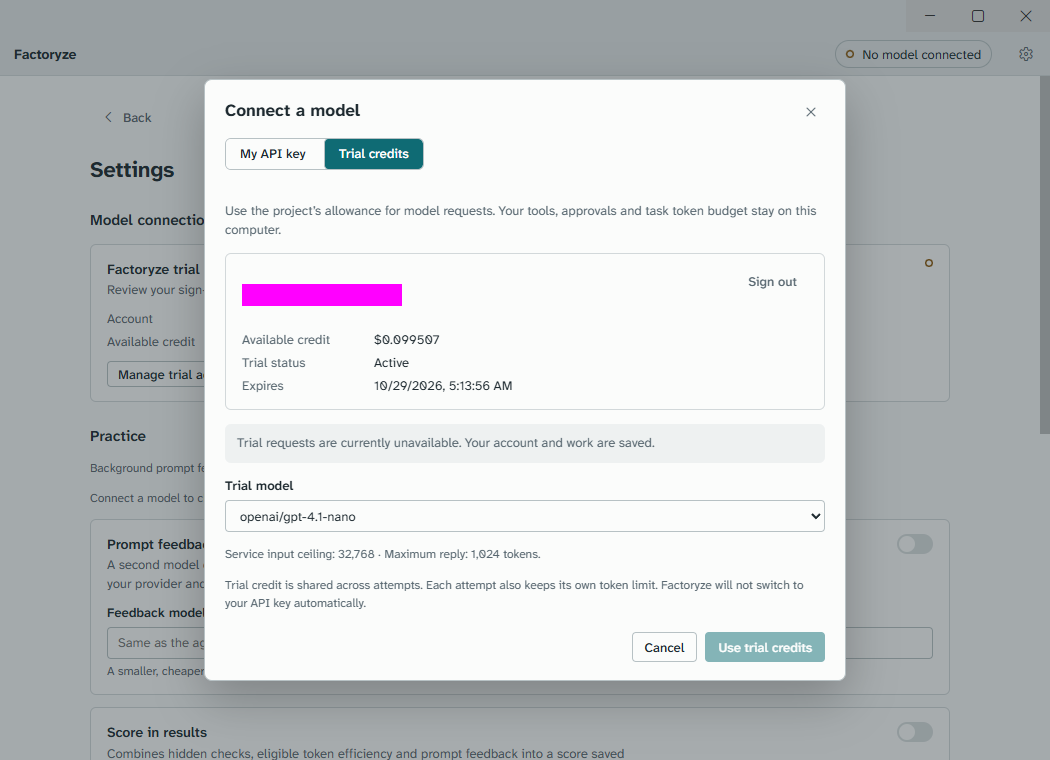 Factoryze
No model connected
Back
Settings
Model connectio
Factoryze trial
Review your sign-
Account
Available credit
Manage trial a
Practice
Background prompt fe
Connect a model to c
Prompt feedba
A second model
your provider and
Feedback model
Same as the ag
A smaller, cheaper
Score in results
Combines hidden checks, eligible token efficiency and prompt feedback into a score saved
Connect a model
My API key
Trial credits
Use the project's allowance for model requests. Your tools, approvals and task token budget stay on this
computer.
Sign out
Available credit $0.099507
Trial status Active
Expires 10/29/2026, 5:13:56 AM
Trial requests are currently unavailable. Your account and work are saved.
Trial model
openai/gpt-4.1-nano
Service input ceiling: 32,768 · Maximum reply: 1,024 tokens.
Trial credit is shared across attempts. Each attempt also keeps its own token limit. Factoryze will not switch to
your API key automatically.
Cancel
Use trial credits